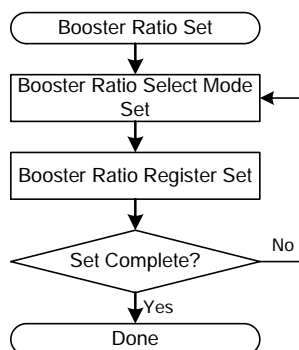 Booster Ratio Set
Booster Ratio Select Mode
Set
Booster Ratio Register Set
Set Complete?
No
Yes
Done